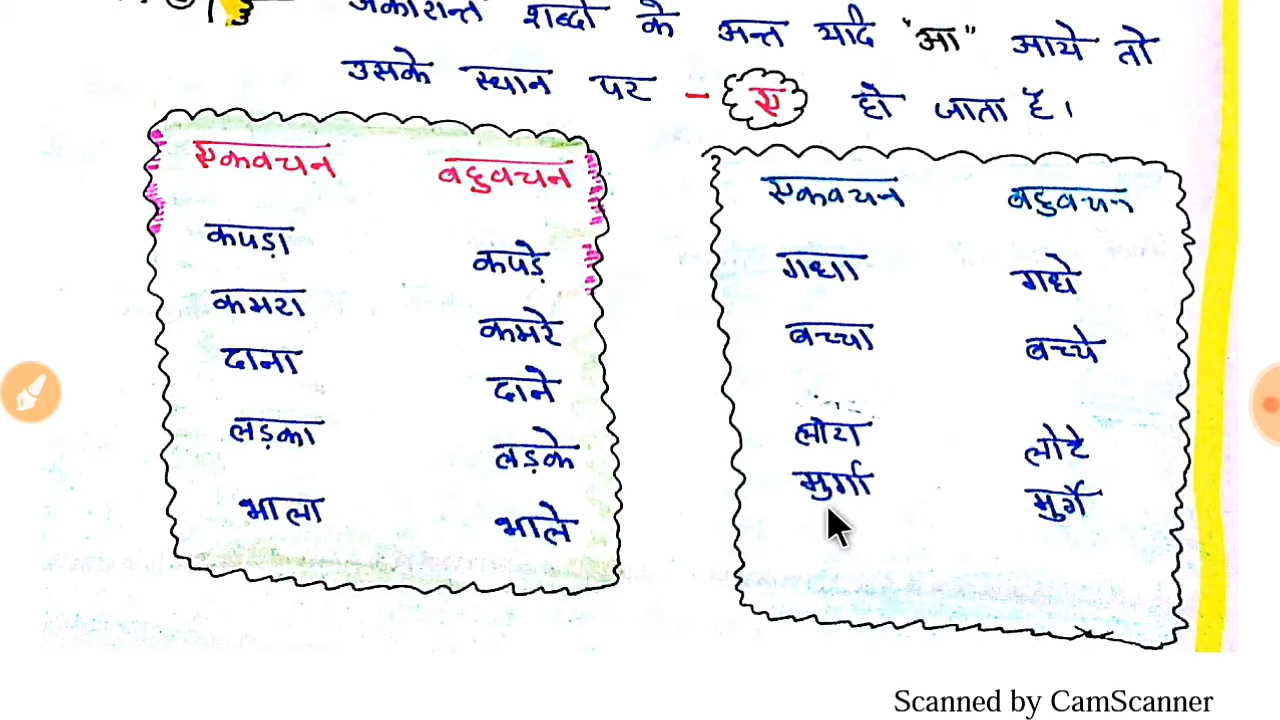 अकारान्त शब्दो के अन्त यदि "आ" आये तो
उसके स्थान पर - ए हो जाता है।
एकवचन बहुवचन
कपड़ा कपड़े
कमरा कमरे
दाना दाने
लड़का लड़के
भाला भाले
एकवचन बहुवचन
गधा गधे
बच्चा बच्चे
लोटा लोटे
मुर्गा मुर्गे
Scanned by CamScanner